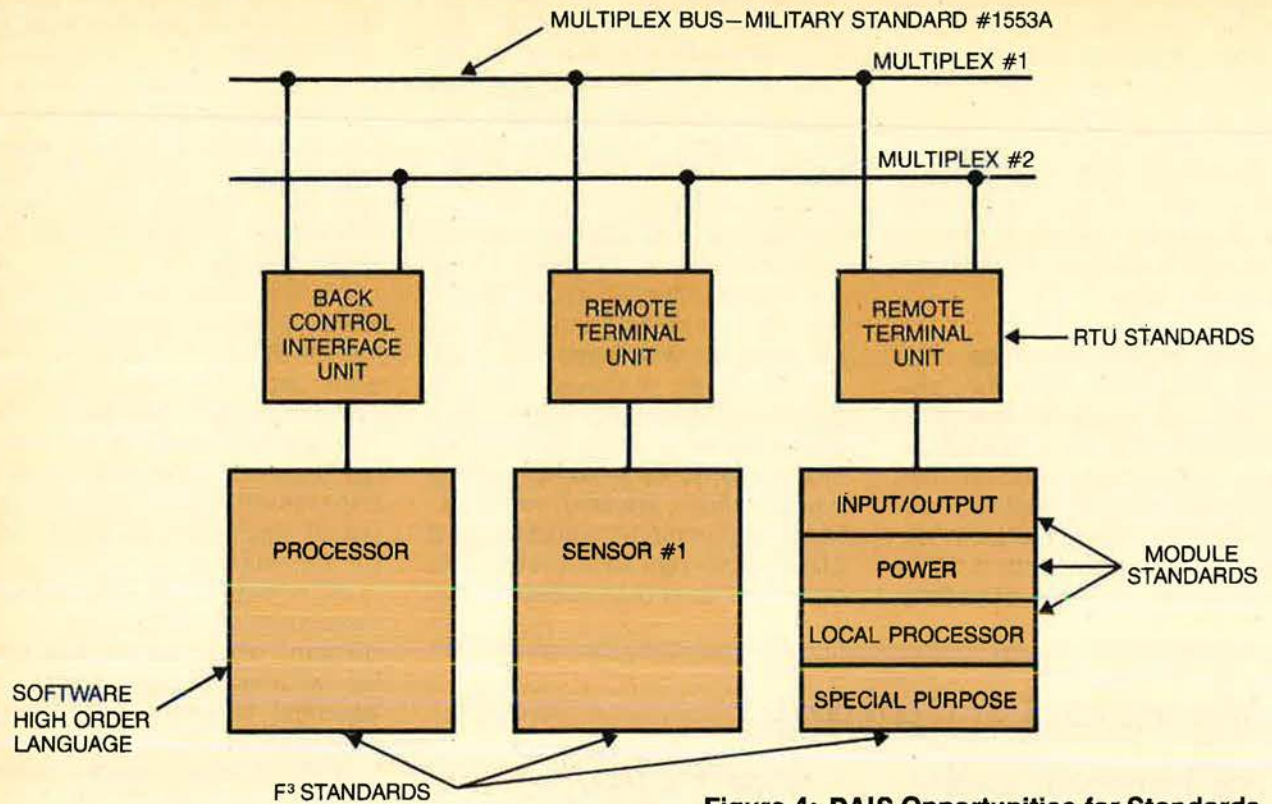 MULTIPLEX BUS—MILITARY STANDARD #1553A
MULTIPLEX #1
MULTIPLEX #2
BACK
CONTROL
INTERFACE
UNIT
REMOTE
TERMINAL
UNIT
REMOTE
TERMINAL
UNIT
RTU STANDARDS
PROCESSOR
SENSOR #1
INPUT/OUTPUT
POWER
LOCAL PROCESSOR
SPECIAL PURPOSE
MODULE
STANDARDS
SOFTWARE
HIGH ORDER
LANGUAGE
F³ STANDARDS
Figure 4: DAIS Opportunities for Standards